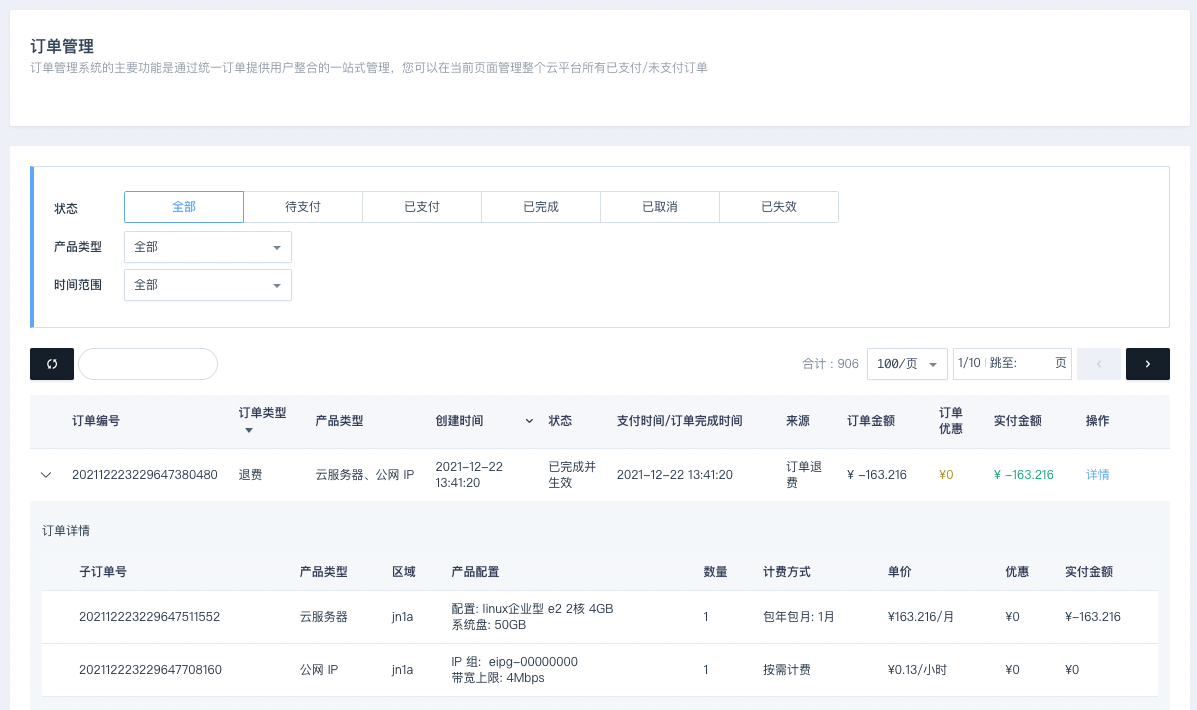 订单管理
订单管理系统的主要功能是通过统一订单提供用户整合的一站式管理，您可以在当前页面管理整个云平台所有已支付/未支付订单
状态 全部 待支付 已支付 已完成 已取消 已失效
产品类型 全部
时间范围 全部
合计：906 100/页 1/10 跳至: 页
订单编号 订单类型 产品类型 创建时间 状态 支付时间/订单完成时间 来源 订单金额 订单优惠 实付金额 操作
202112223229647380480 退费 云服务器、公网 IP 2021-12-22 13:41:20 已完成并生效 2021-12-22 13:41:20 订单退费 ¥ -163.216 ¥0 ¥ -163.216 详情
订单详情
子订单号 产品类型 区域 产品配置 数量 计费方式 单价 优惠 实付金额
202112223229647511552 云服务器 jn1a 配置: linux企业型 e2 2核 4GB 系统盘: 50GB 1 包年包月: 1月 ¥163.216/月 ¥0 ¥-163.216
202112223229647708160 公网 IP jn1a IP 组: eipg-00000000 带宽上限: 4Mbps 1 按需计费 ¥0.13/小时 ¥0 ¥0